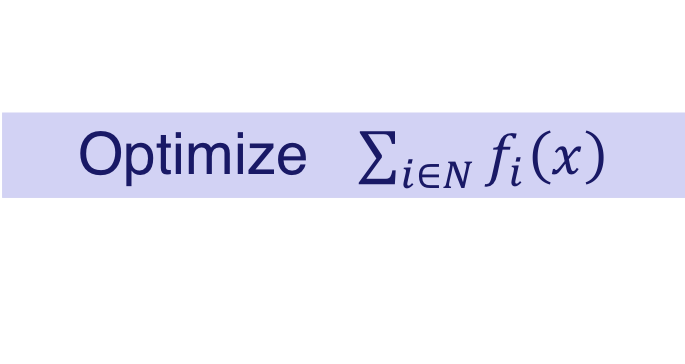 Optimize ∑_{i∈N} f_i(x)